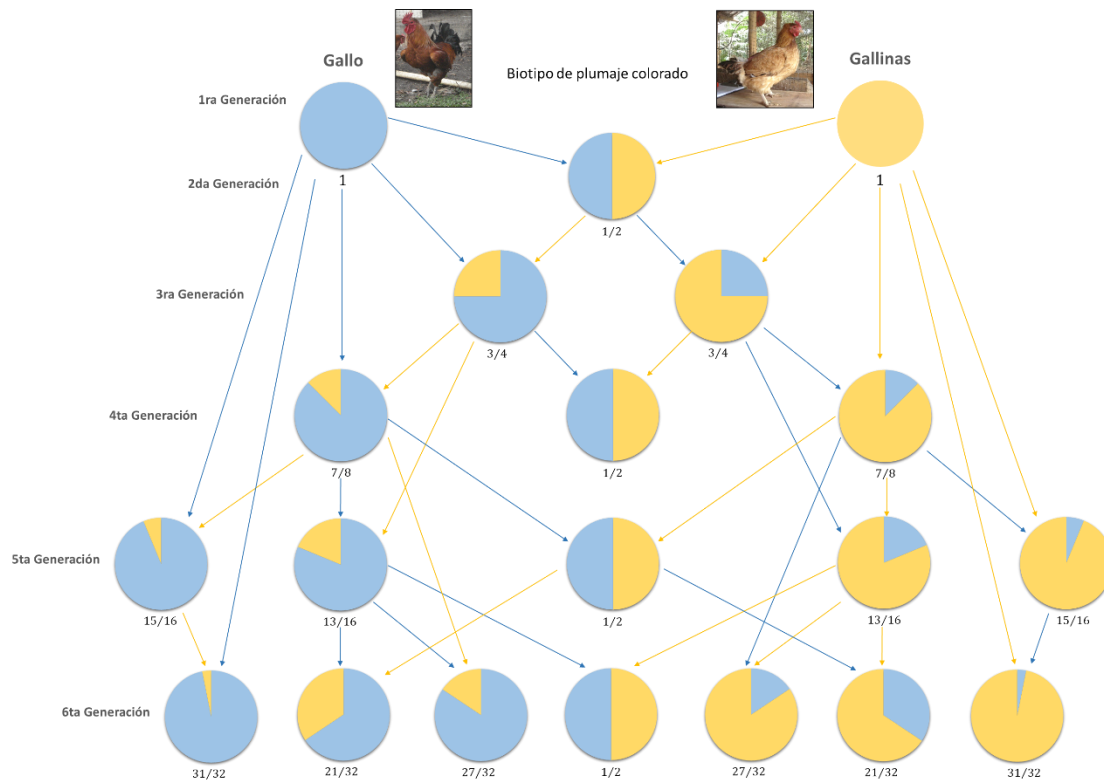 Gallo
Biotipo de plumaje colorado
Gallinas
1ra Generación
1
1
2da Generación
1/2
3ra Generación
3/4
3/4
4ta Generación
7/8
1/2
7/8
5ta Generación
15/16
13/16
1/2
13/16
15/16
6ta Generación
31/32
21/32
27/32
1/2
27/32
21/32
31/32